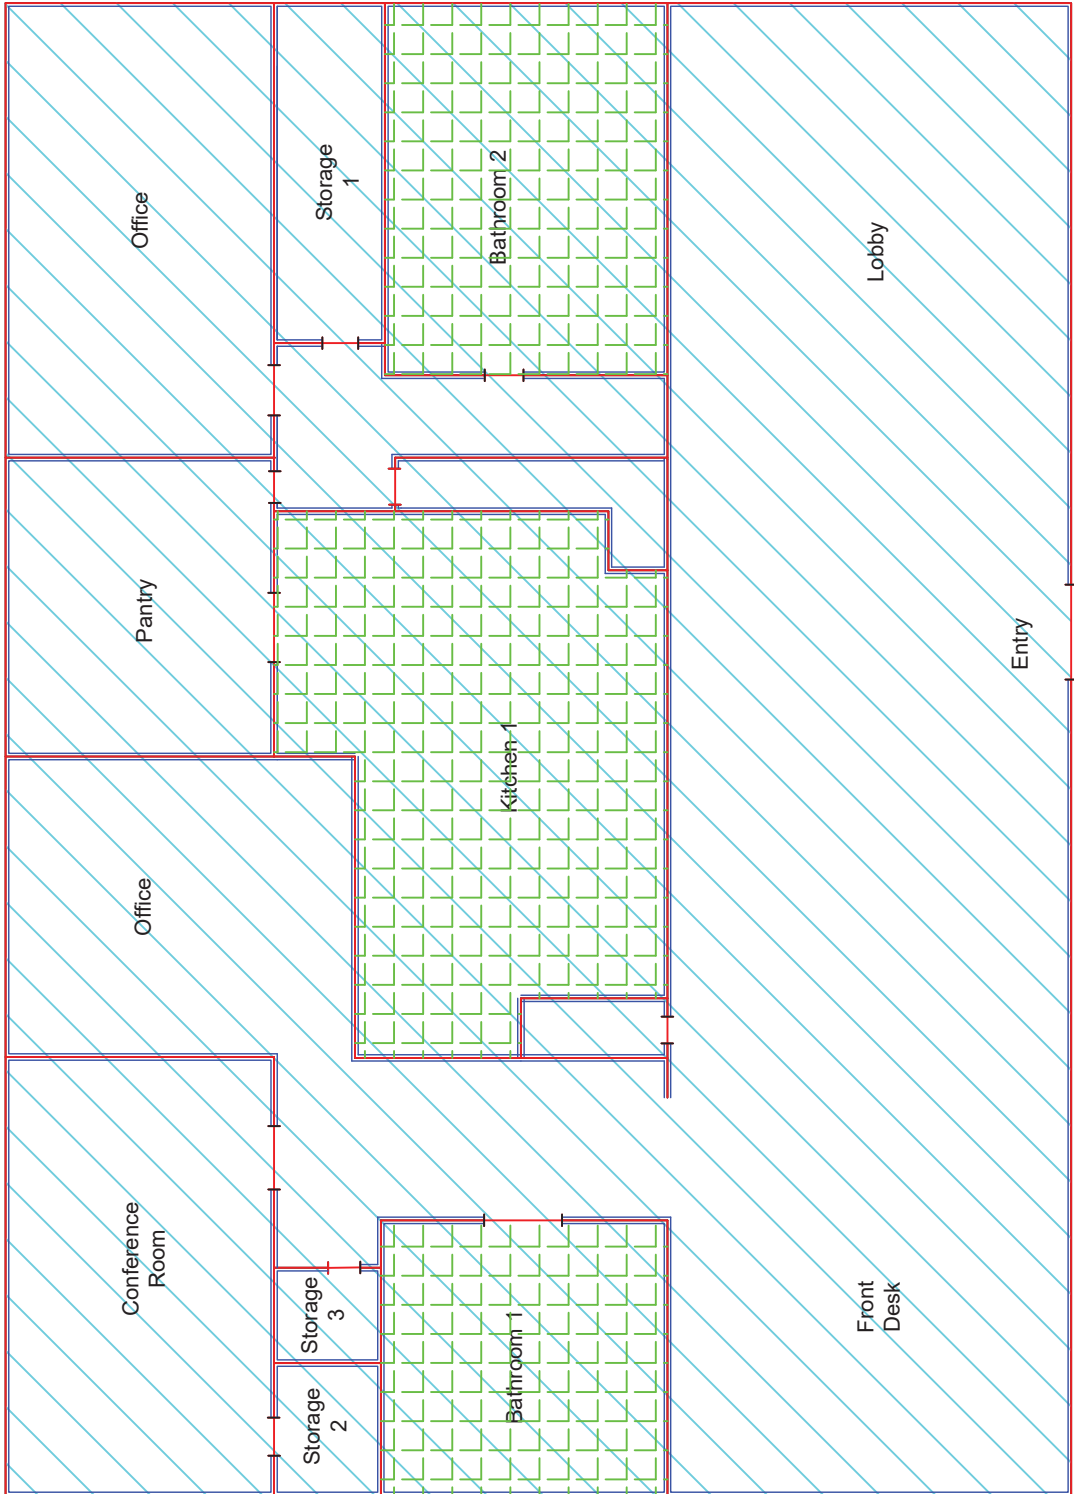 Office
Storage
1
Bathroom 2
Lobby
Pantry
Entry
Kitchen 1
Office
Conference
Room
Storage
3
Front
Desk
Bathroom 1
Storage
2